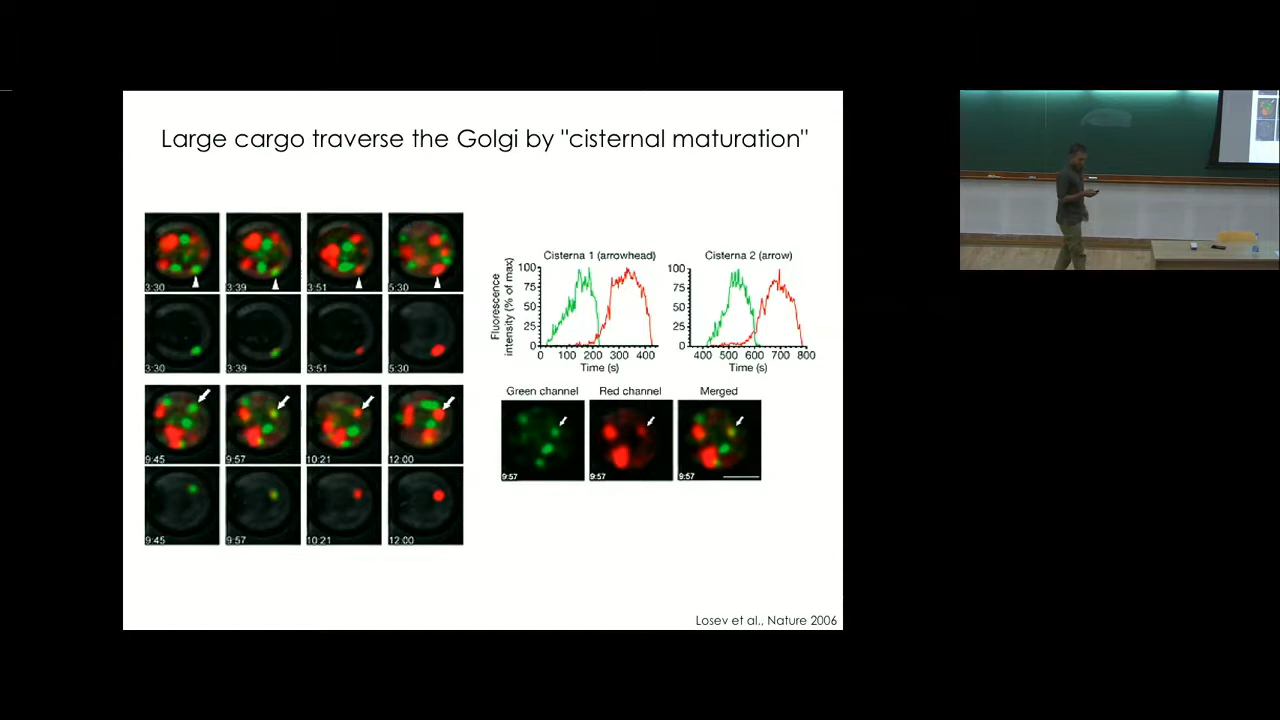 Large cargo traverse the Golgi by "cisternal maturation"
3:30 3:39 3:51 5:30
3:30 3:39 3:51 5:30
9:45 9:57 10:21 12:00
9:45 9:57 10:21 12:00
Cisterna 1 (arrowhead)
Fluorescence
intensity (% of max)
100
75
50
25
0
0 100 200 300 400
Time (s)
Cisterna 2 (arrow)
100
75
50
25
0
400 500 600 700 800
Time (s)
Green channel Red channel Merged
9:57 9:57 9:57
Losev et al., Nature 2006